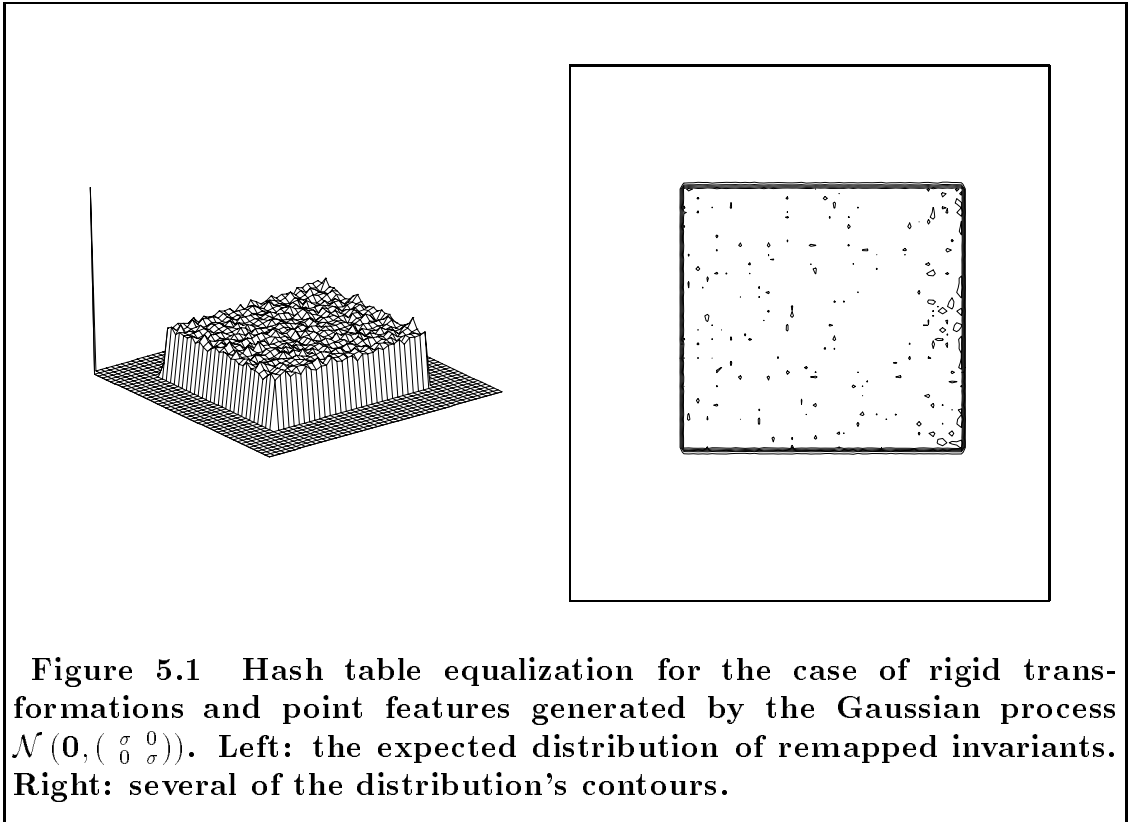 Figure 5.1 Hash table equalization for the case of rigid trans-
formations and point features generated by the Gaussian process
𝒩(0, ( σ 0 0 σ )). Left: the expected distribution of remapped invariants.
Right: several of the distribution's contours.